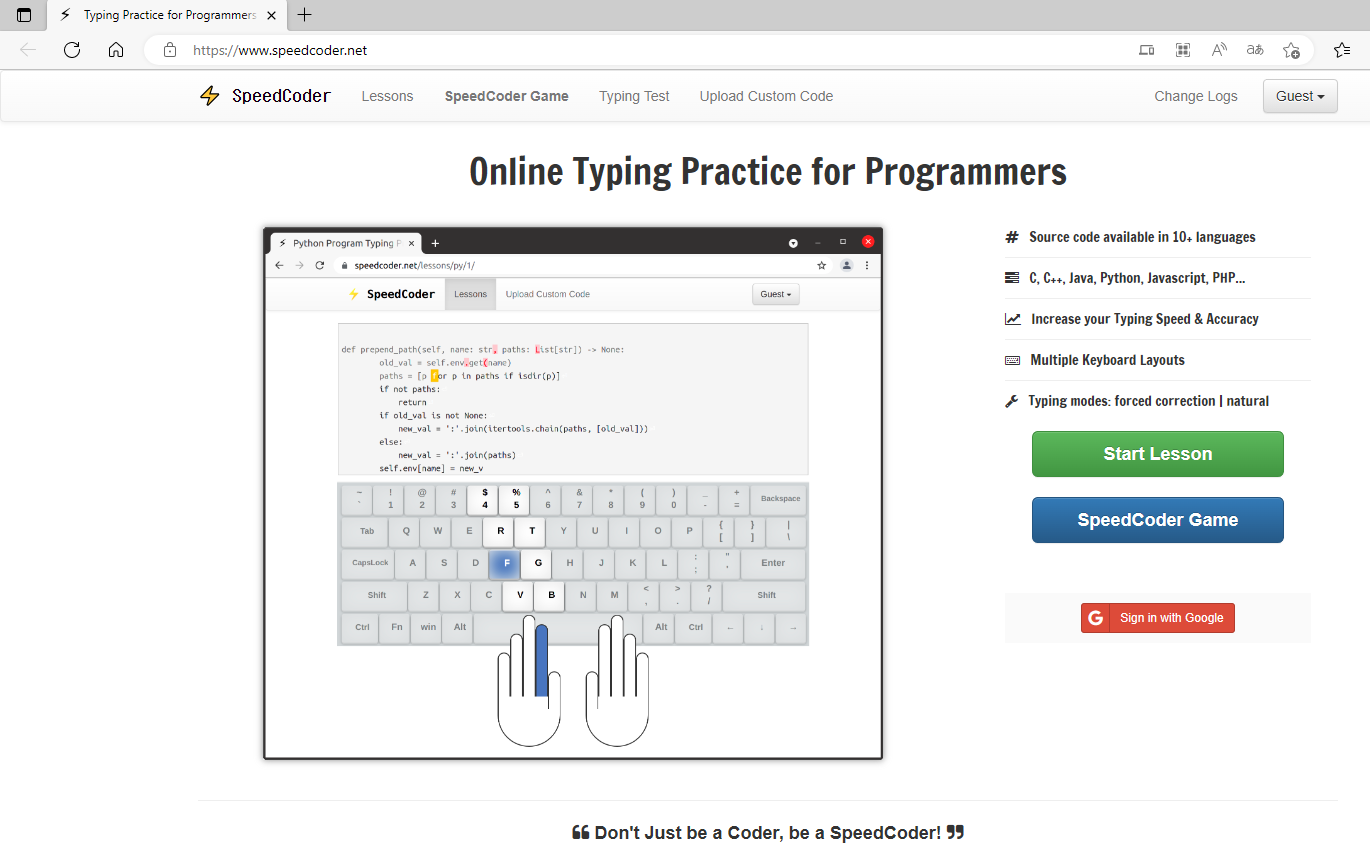 Typing Practice for Programmers
https://www.speedcoder.net
SpeedCoder Lessons SpeedCoder Game Typing Test Upload Custom Code Change Logs Guest
Online Typing Practice for Programmers
Python Program Typing P
speedcoder.net/lessons/py/1/
SpeedCoder Lessons Upload Custom Code Guest
def prepend_path(self, name: str, paths: List[str]) -> None:
old_val = self.env.get(name)
paths = [p for p in paths if isdir(p)]
if not paths:
return
if old_val is not None:
new_val = ':'.join(itertools.chain(paths, [old_val]))
else:
new_val = ':'.join(paths)
self.env[name] = new_v
~ ! @ # $ % ^ & * ( ) _ +
` 1 2 3 4 5 6 7 8 9 0 - = Backspace
Tab Q W E R T Y U I O P { [ } ] | \
CapsLock A S D F G H J K L : ; " ' Enter
Shift Z X C V B N M < , > . ? / Shift
Ctrl Fn win Alt Alt Ctrl ← ↓ →
# Source code available in 10+ languages
C, C++, Java, Python, Javascript, PHP...
Increase your Typing Speed & Accuracy
Multiple Keyboard Layouts
Typing modes: forced correction | natural
Start Lesson
SpeedCoder Game
G Sign in with Google
❝ Don't Just be a Coder, be a SpeedCoder! ❞